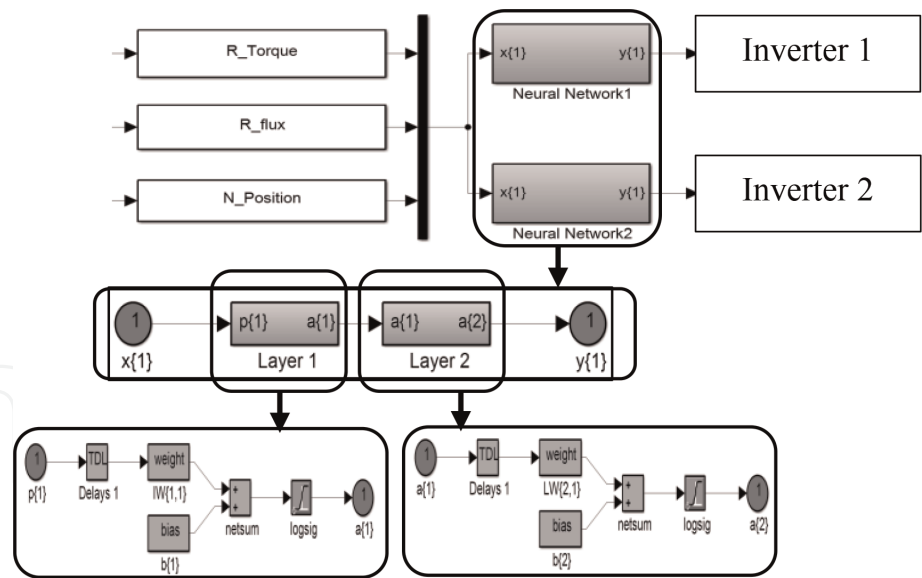 R_Torque
R_flux
N_Position
x{1} y{1}
Neural Network1
x{1} y{1}
Neural Network2
Inverter 1
Inverter 2
1
x{1}
p{1} a{1}
Layer 1
a{1} a{2}
Layer 2
1
y{1}
1
p{1}
TDL
Delays 1
weight
IW{1,1}
bias
b{1}
+
+
netsum
logsig
1
a{1}
1
a{1}
TDL
Delays 1
weight
LW{2,1}
bias
b{2}
+
+
netsum
logsig
1
a{2}